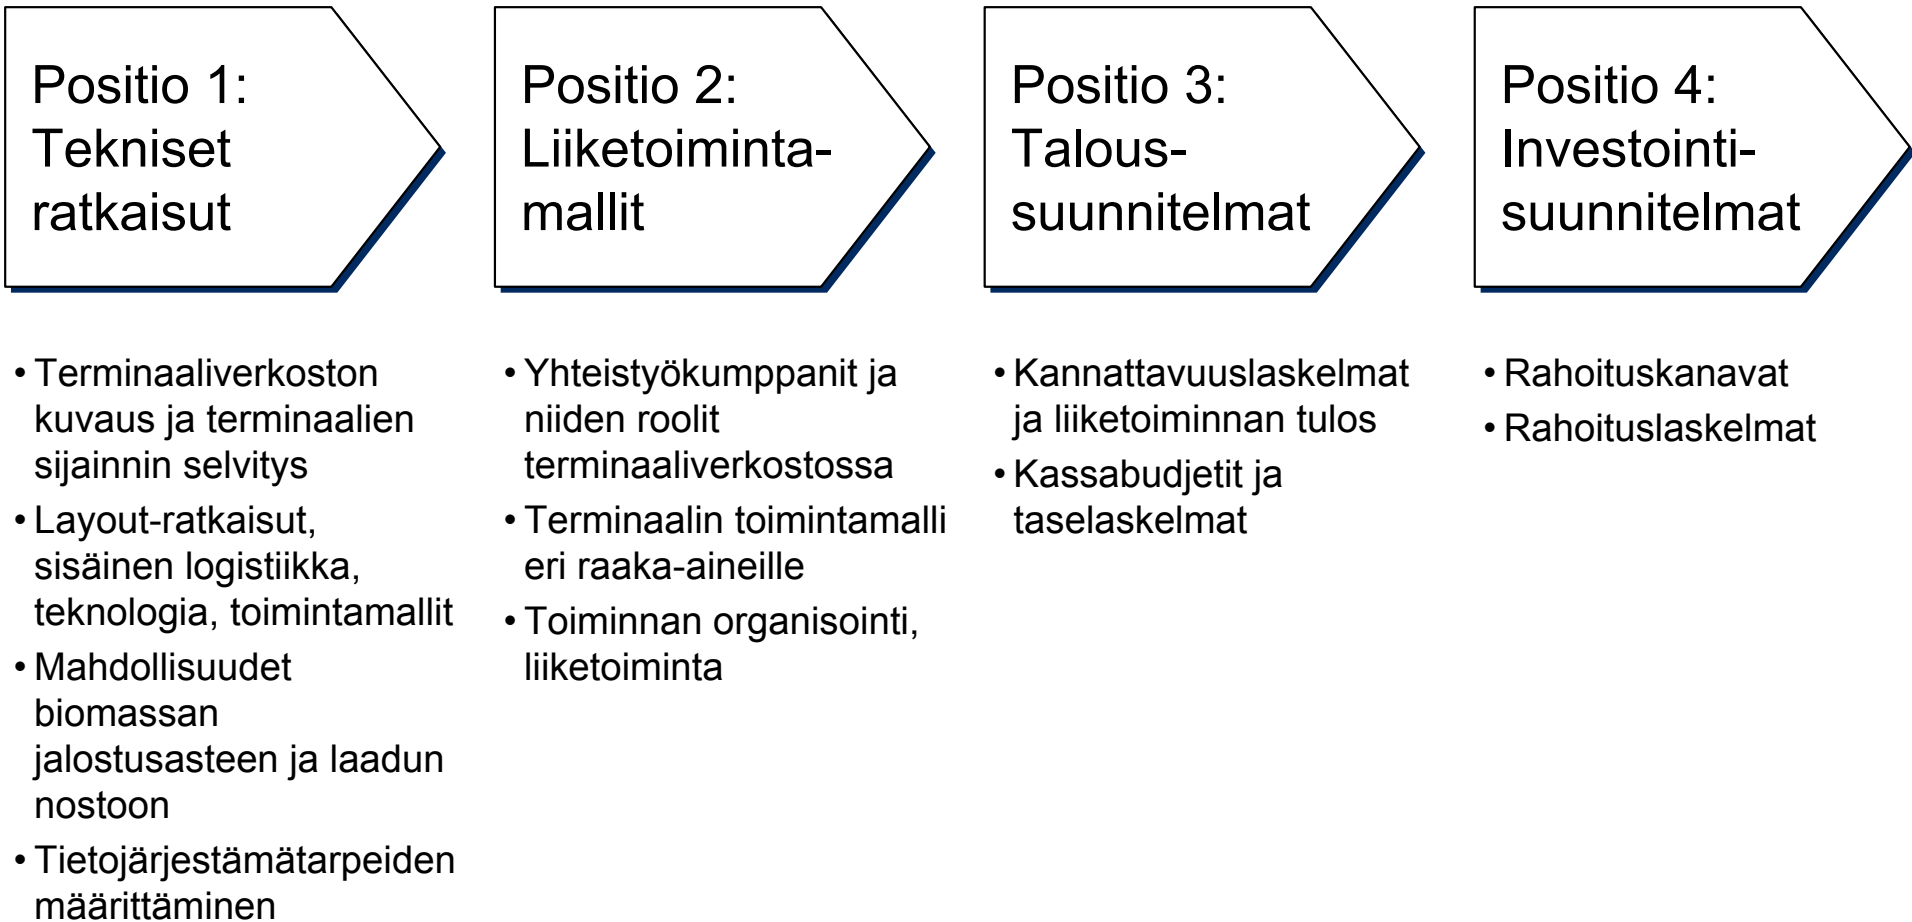 Positio 1:
Tekniset
ratkaisut
• Terminaaliverkoston
kuvaus ja terminaalien
sijainnin selvitys
• Layout-ratkaisut,
sisäinen logistiikka,
teknologia, toimintamallit
• Mahdollisuudet
biomassan
jalostusasteen ja laadun
nostoon
• Tietojärjestämätarpeiden
määrittäminen
Positio 2:
Liiketoiminta-
mallit
• Yhteistyökumppanit ja
niiden roolit
terminaaliverkostossa
• Terminaalin toimintamalli
eri raaka-aineille
• Toiminnan organisointi,
liiketoiminta
Positio 3:
Talous-
suunnitelmat
• Kannattavuuslaskelmat
ja liiketoiminnan tulos
• Kassabudjetit ja
taselaskelmat
Positio 4:
Investointi-
suunnitelmat
• Rahoituskanavat
• Rahoituslaskelmat